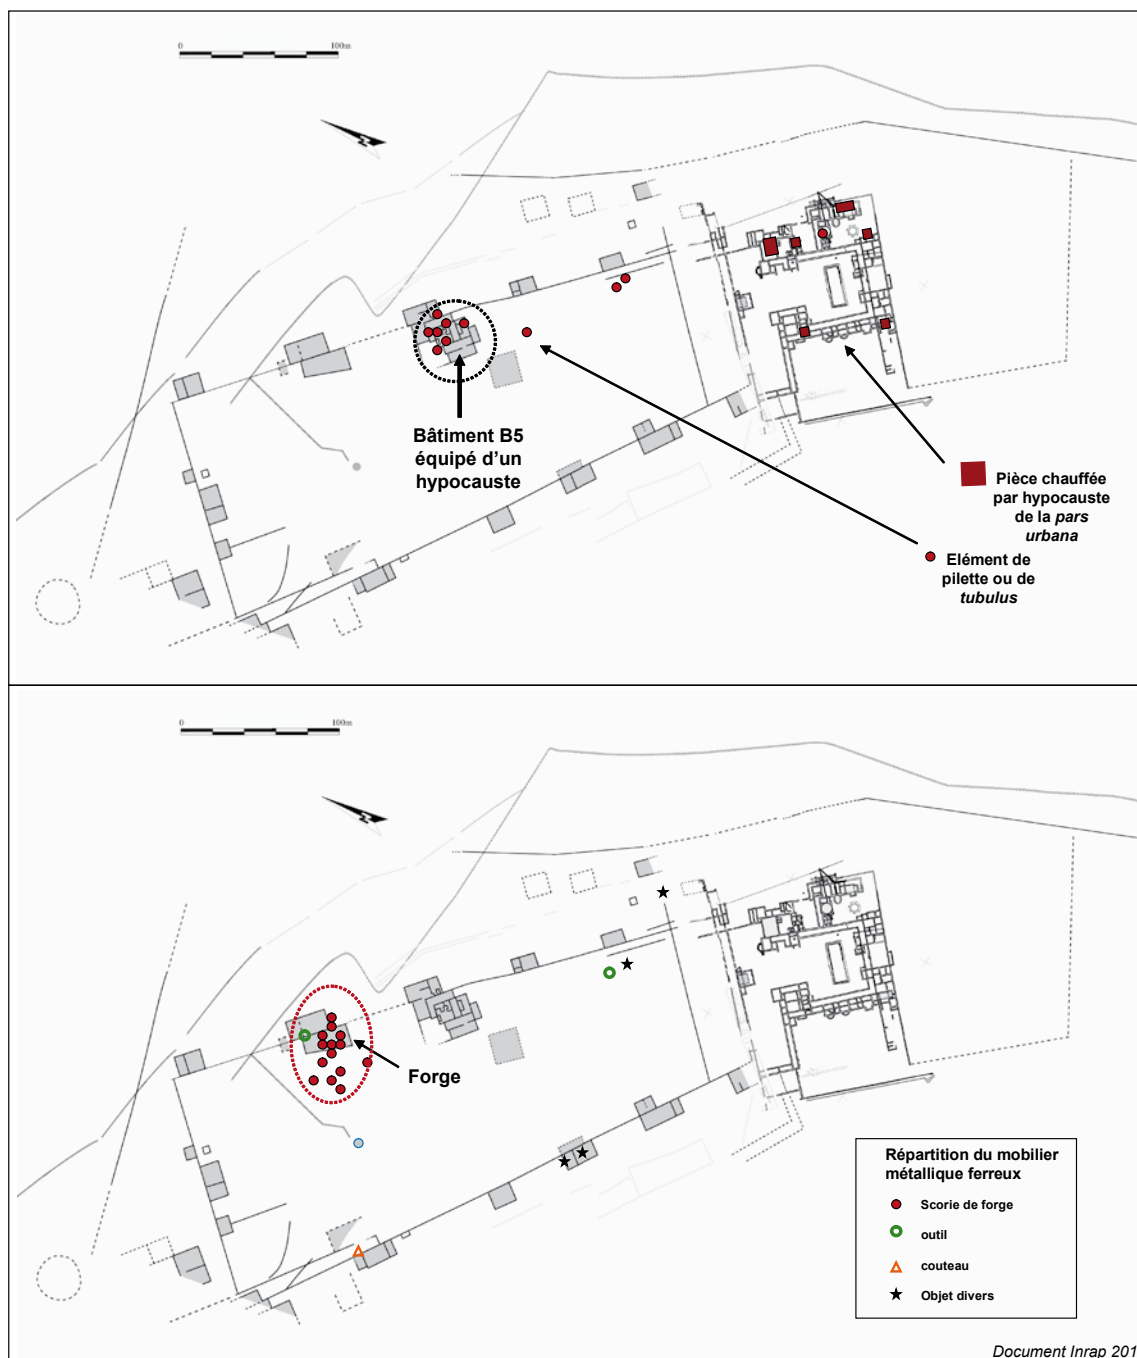 0 100m
N
Bâtiment B5
équipé d'un
hypocauste
Pièce chauffée
par hypocauste
de la pars
urbana
Elément de
pilette ou de
tubulus
0 100m
N
Forge
Répartition du mobilier
métallique ferreux
Scorie de forge
outil
couteau
Objet divers
Document Inrap 201